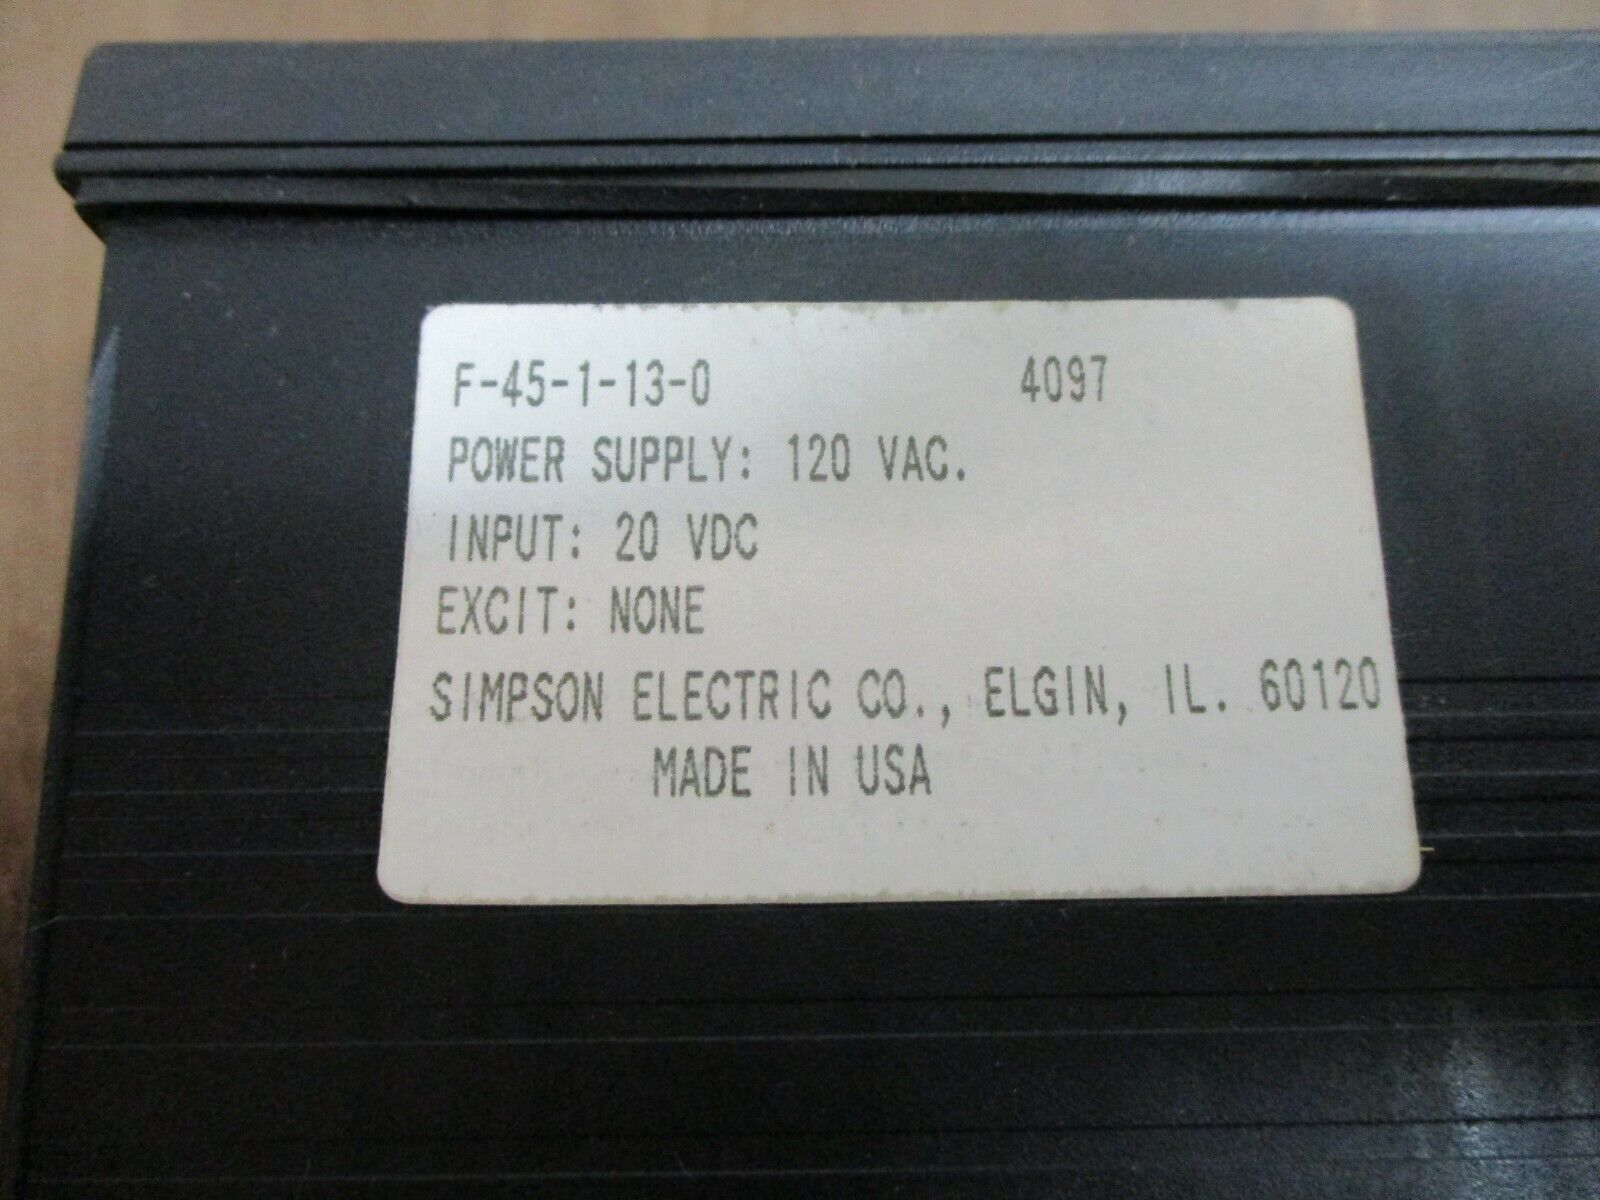 F-45-1-13-0 4097
POWER SUPPLY: 120 VAC.
INPUT: 20 VDC
EXCIT: NONE
SIMPSON ELECTRIC CO., ELGIN, IL. 60120
MADE IN USA